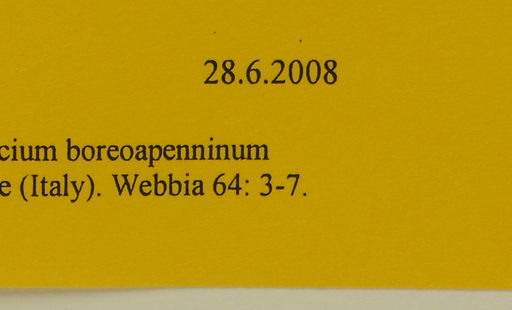 28.6.2008
cium boreoapenninum
e (Italy). Webbia 64: 3-7.